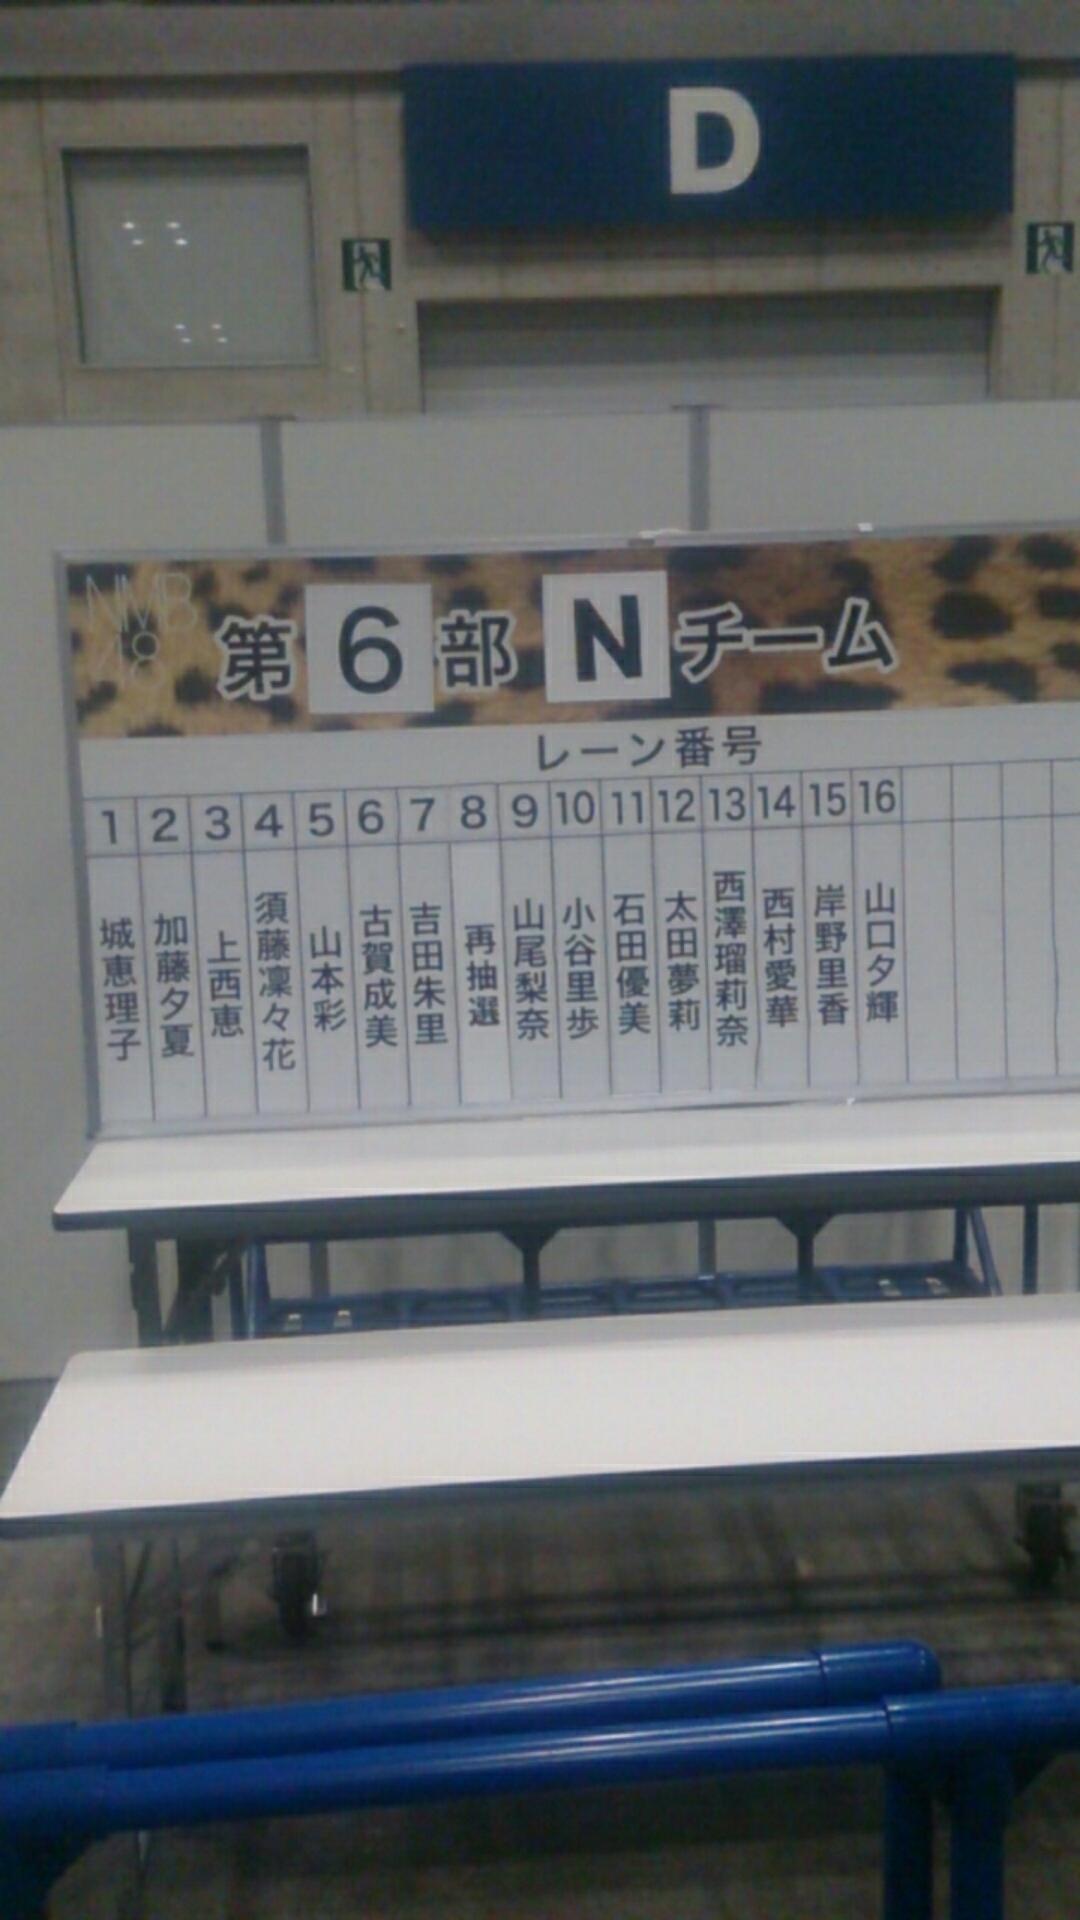 D
NMB
48
第 6 部 N チーム
レーン番号
1 2 3 4 5 6 7 8 9 10 11 12 13 14 15 16
城恵理子
加藤夕夏
上西恵
須藤凜々花
山本彩
古賀成美
吉田朱里
再抽選
山尾梨奈
小谷里歩
石田優美
太田夢莉
西澤瑠莉奈
西村愛華
岸野里香
山口夕輝